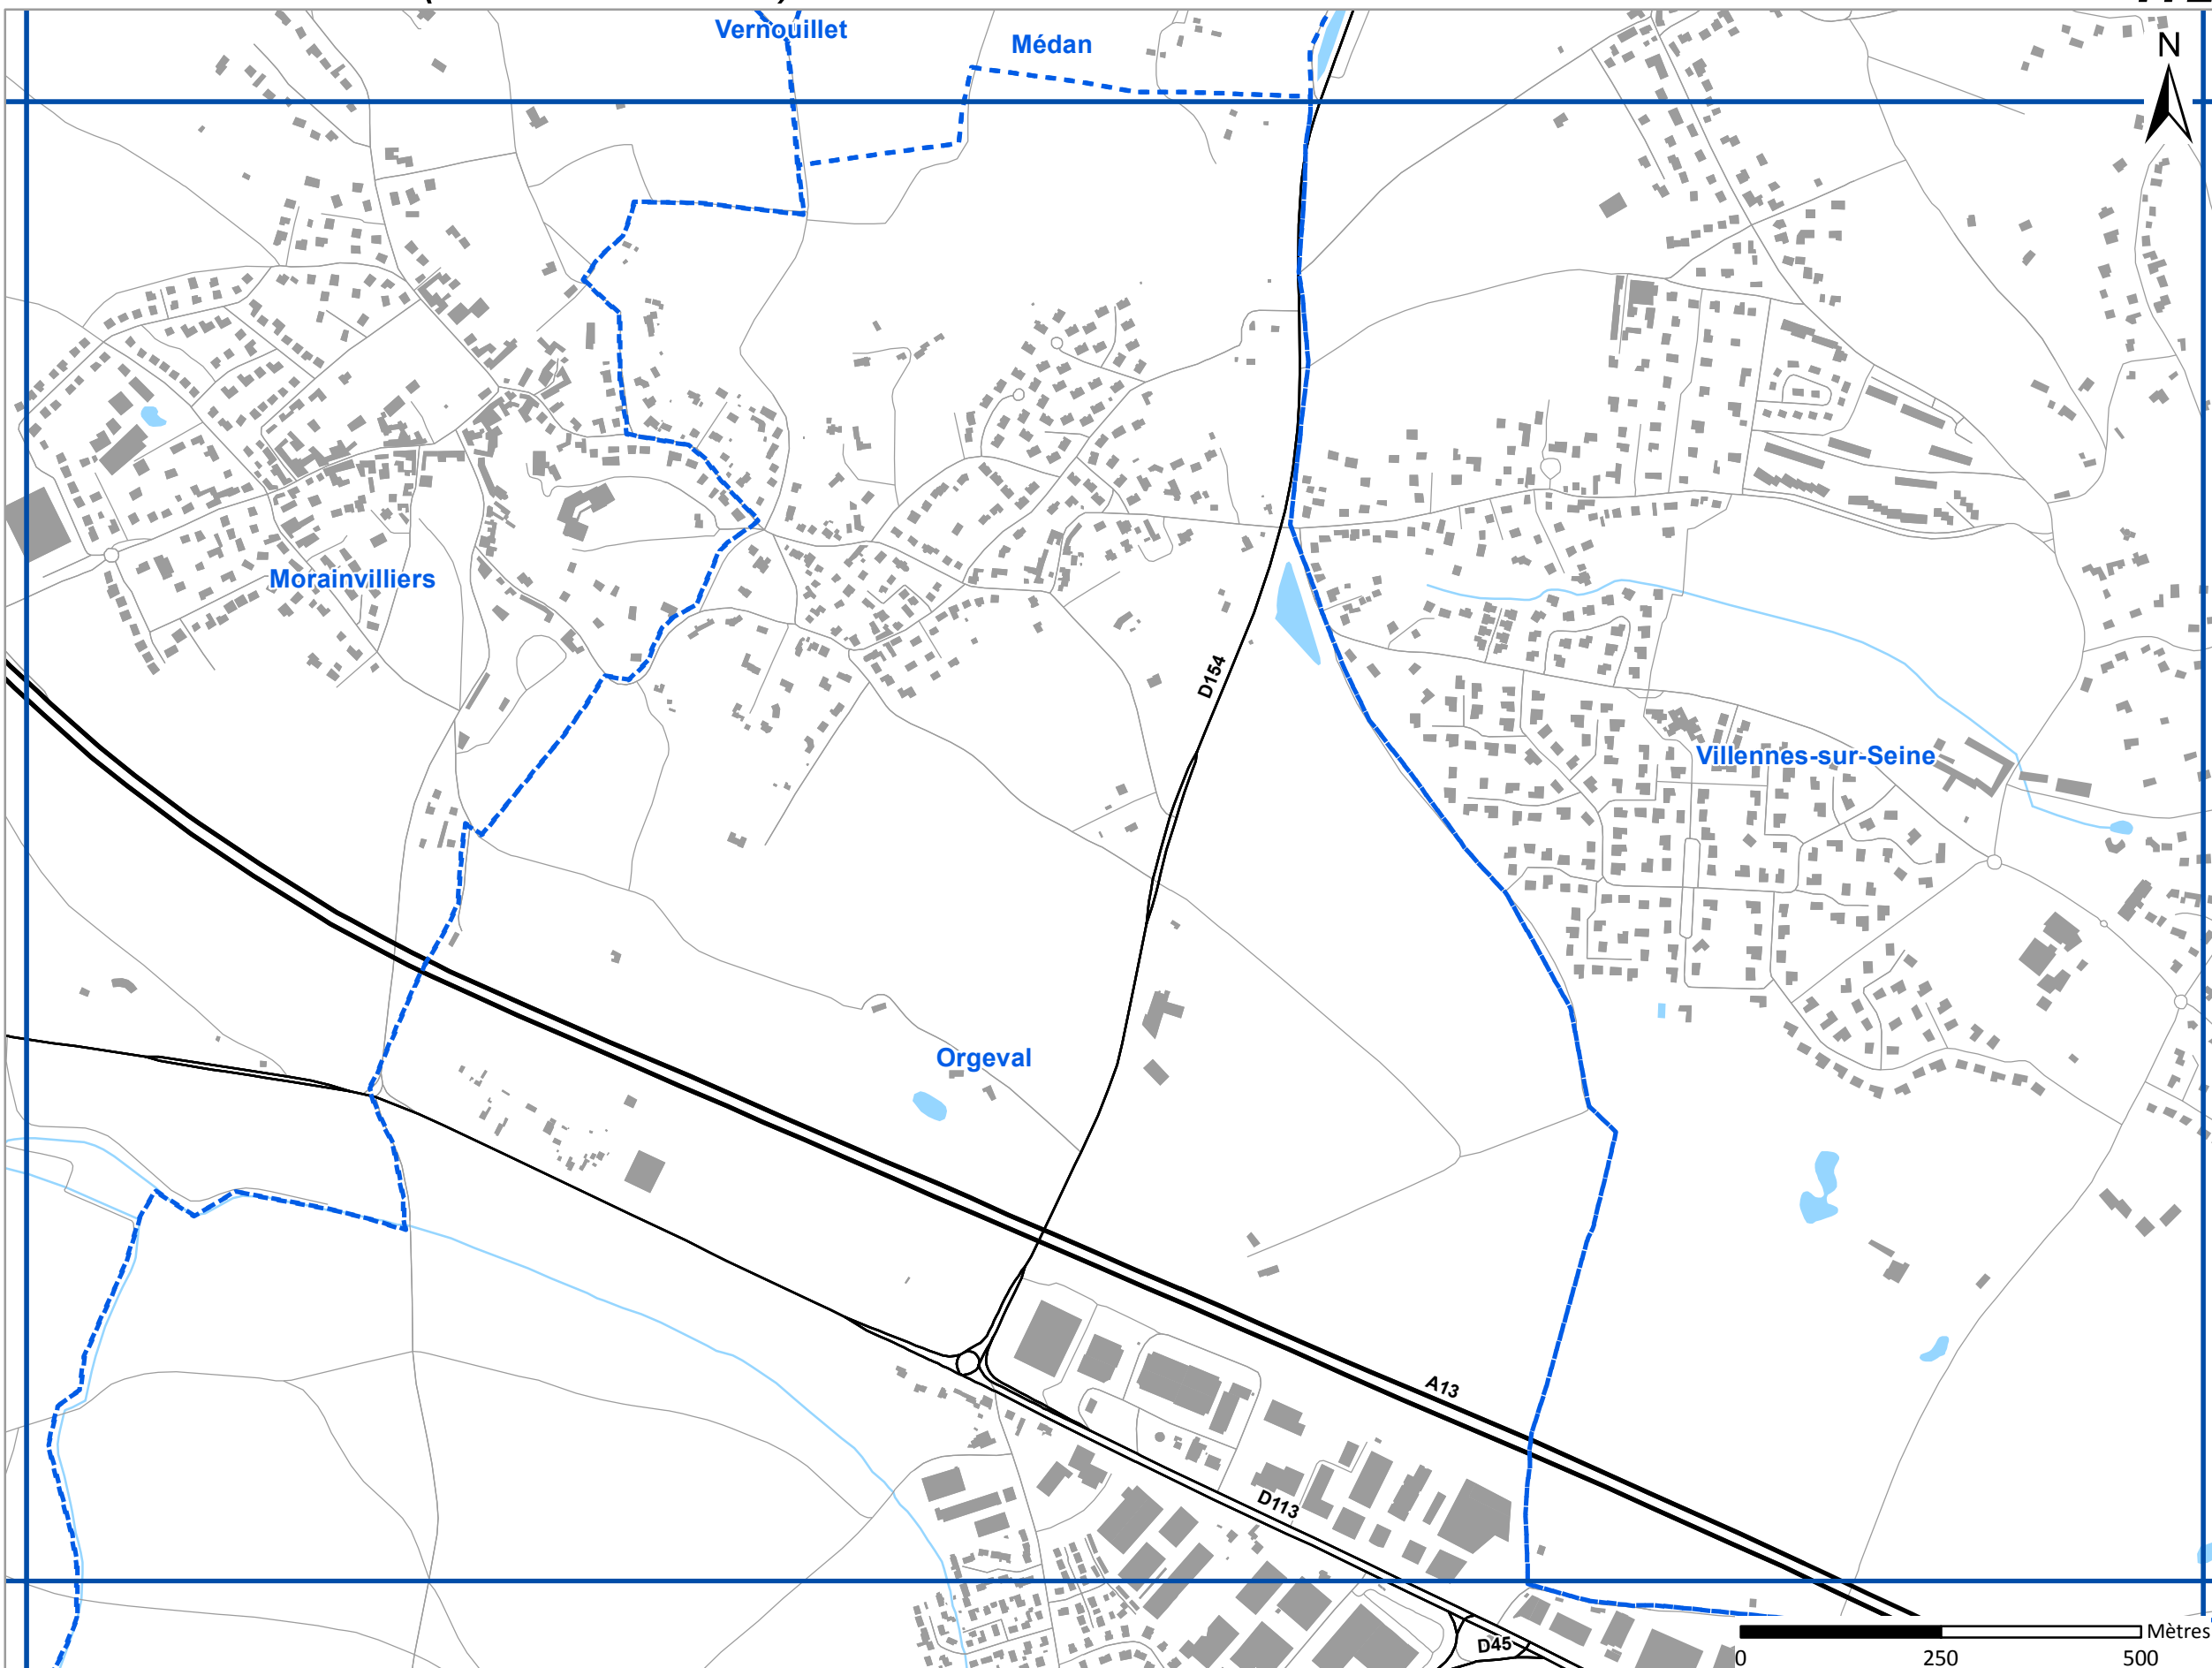 Vernouillet
Médan
N
Morainvilliers
D154
Villennes-sur-Seine
Orgeval
A13
D113
D45
Mètres
0 250 500